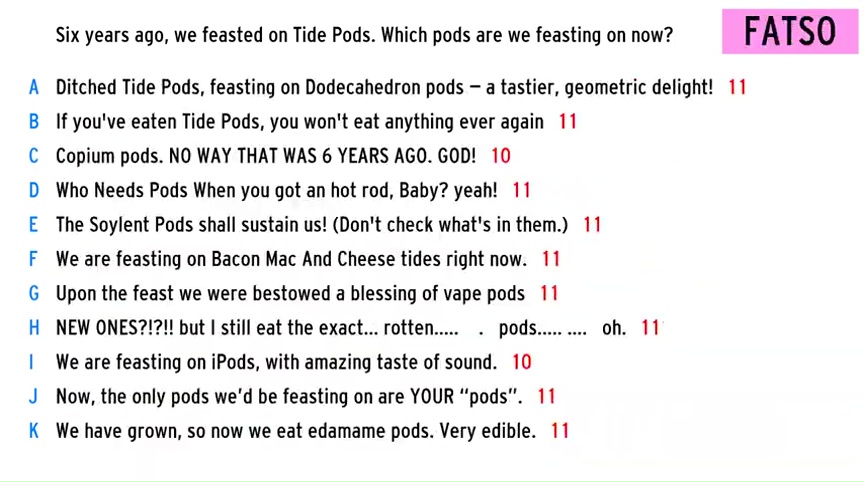 Six years ago, we feasted on Tide Pods. Which pods are we feasting on now?
FATSO
A Ditched Tide Pods, feasting on Dodecahedron pods – a tastier, geometric delight! 11
B If you've eaten Tide Pods, you won't eat anything ever again 11
C Copium pods. NO WAY THAT WAS 6 YEARS AGO. GOD! 10
D Who Needs Pods When you got an hot rod, Baby? yeah! 11
E The Soylent Pods shall sustain us! (Don't check what's in them.) 11
F We are feasting on Bacon Mac And Cheese tides right now. 11
G Upon the feast we were bestowed a blessing of vape pods 11
H NEW ONES?!?!! but I still eat the exact... rotten..... . pods..... .... oh. 11
I We are feasting on iPods, with amazing taste of sound. 10
J Now, the only pods we’d be feasting on are YOUR “pods”. 11
K We have grown, so now we eat edamame pods. Very edible. 11